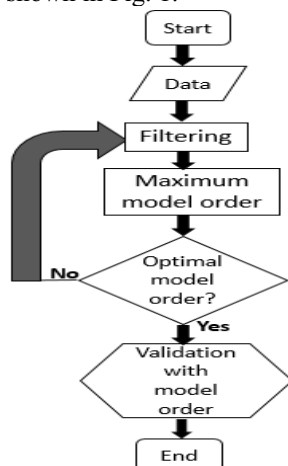 shown in Fig. 1.
Start
Data
Filtering
Maximum
model order
Optimal
model
order?
No
Yes
Validation
with
model
order
End